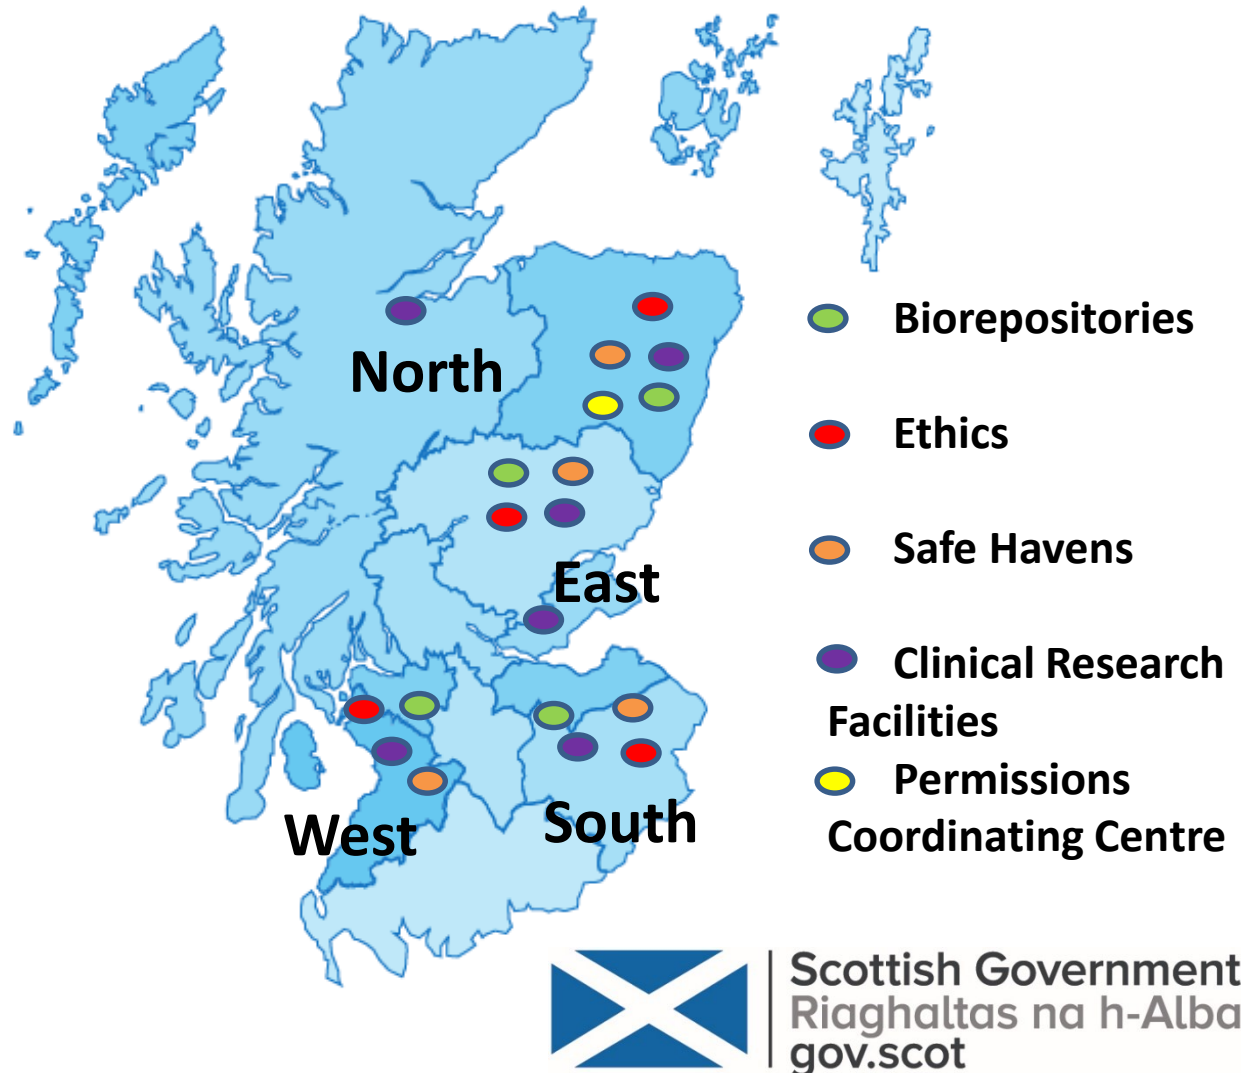 North
East
West
South
Biorepositories
Ethics
Safe Havens
Clinical Research
Facilities
Permissions
Coordinating Centre
Scottish Government
Riaghaltas na h-Alba
gov.scot